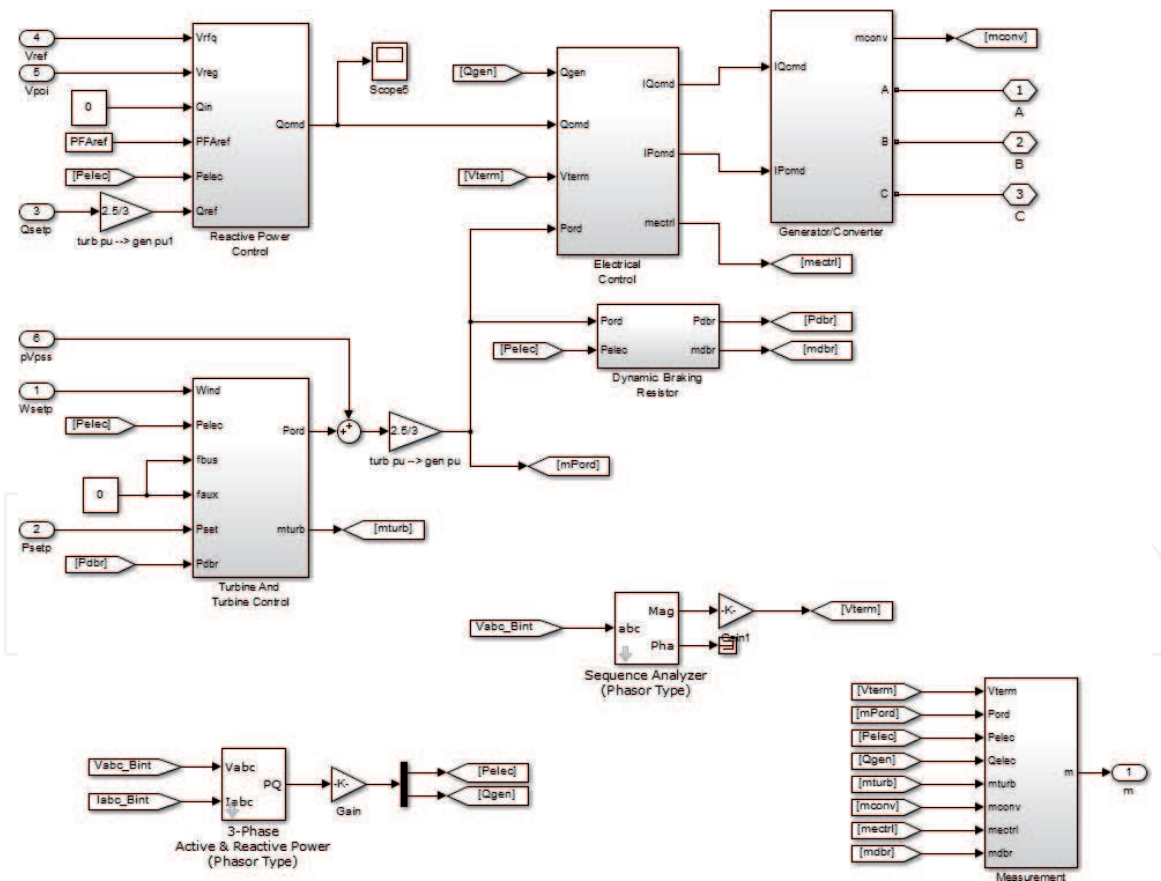 4
Vref
5
Vpoi
0
PFAref
[Pelec]
3
Qsetp
2.5/3
turb pu --> gen pu1
Vrfq
Vreg
Qin
PFAref
Pelec
Qref
Qcmd
Reactive Power
Control
Scope5
[Qgen]
[Vterm]
Qgen
Qcmd
Vterm
Pord
IQcmd
IPcmd
mectrl
Electrical
Control
IQcmd
IPcmd
mconv
A
B
C
Generator/Converter
[mconv]
1
A
2
B
3
C
[mectrl]
[Pelec]
Pord
Pelec
Pdbr
mdbr
Dynamic Braking
Resistor
[Pdbr]
[mdbr]
6
pVpss
1
Wsetp
[Pelec]
0
2
Psetp
[Pdbr]
Wind
Pelec
fbus
faux
Pset
Pdbr
Pord
mturb
Turbine And
Turbine Control
++
2.5/3
turb pu --> gen pu
[mPord]
[mturb]
Vabc_Bint
abc
Mag
Pha
Sequence Analyzer
(Phasor Type)
-K-
Gain1
[Vterm]
Vabc_Bint
Iabc_Bint
Vabc
Iabc
PQ
3-Phase
Active & Reactive Power
(Phasor Type)
-K-
Gain
[Pelec]
[Qgen]
[Vterm]
[mPord]
[Pelec]
[Qgen]
[mturb]
[mconv]
[mectrl]
[mdbr]
Vterm
Pord
Pelec
Qelec
mturb
mconv
mectrl
mdbr
m
Measurement
1
m